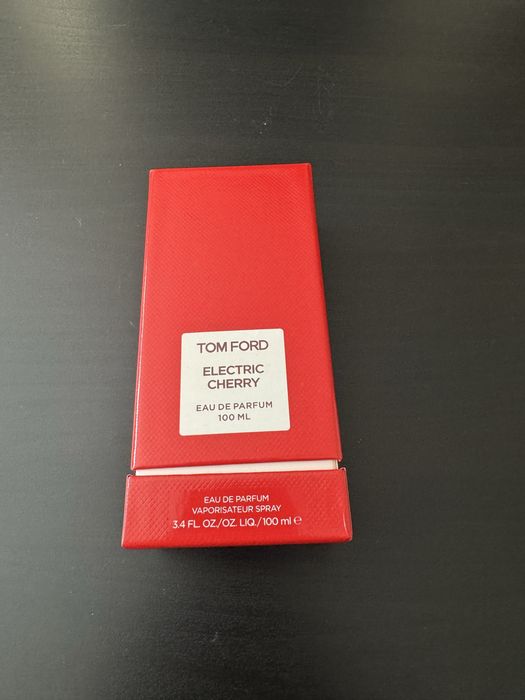 TOM FORD
ELECTRIC
CHERRY
EAU DE PARFUM
100 ML
EAU DE PARFUM
VAPORISATEUR SPRAY
3.4 FL. OZ./OZ. LIQ./100 ml ℮